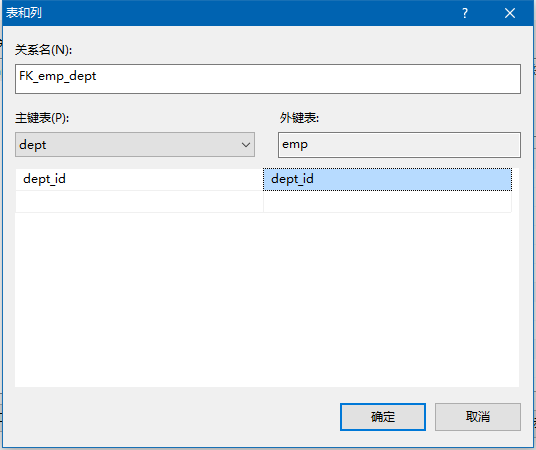 表和列
?
关系名(N):
FK_emp_dept
主键表(P):
外键表:
dept
emp
dept_id
dept_id
确定
取消